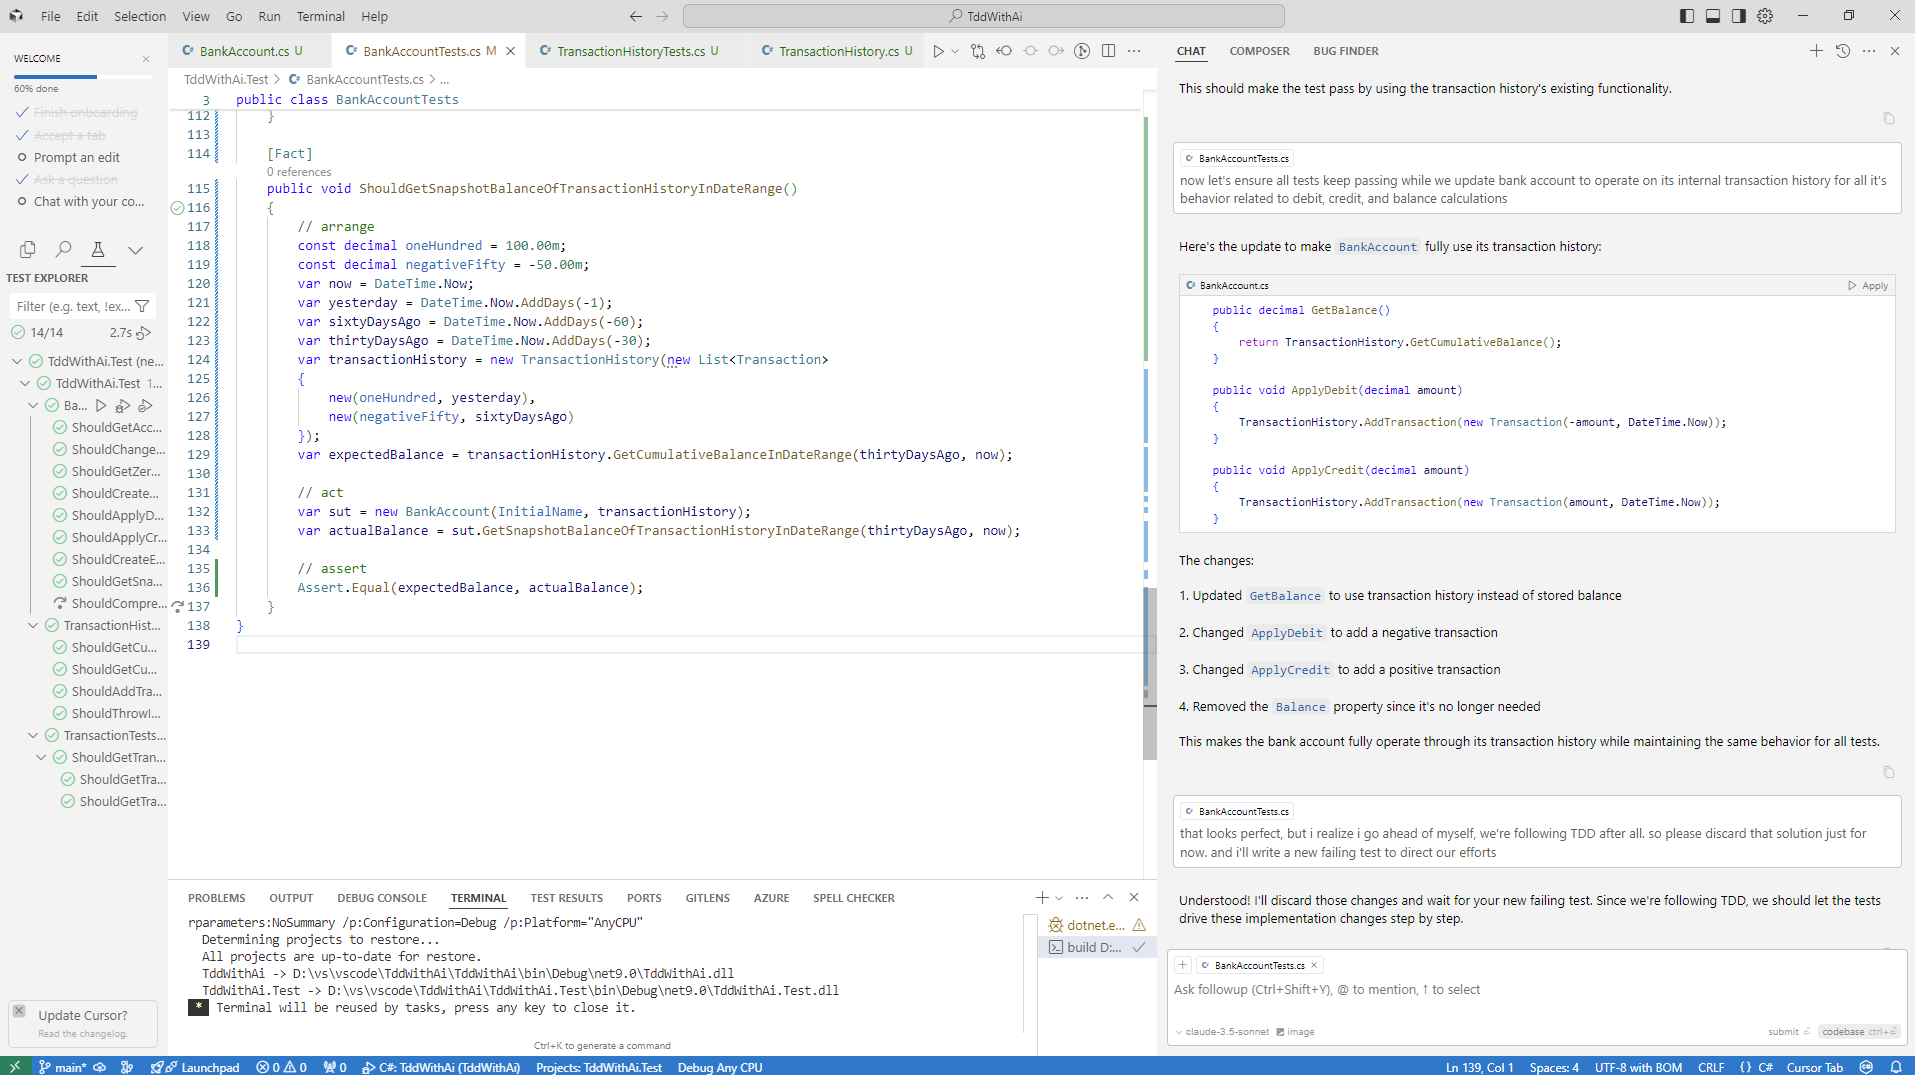 File Edit Selection View Go Run Terminal Help
TddWithAi
WELCOME
60% done
Finish onboarding
Accept a tab
Prompt an edit
Ask a question
Chat with your co...
TEST EXPLORER
Filter (e.g. text, !ex...
14/14 2.7s
TddWithAi.Test (ne...
TddWithAi.Test 1...
Ba...
ShouldGetAcc...
ShouldChange...
ShouldGetZer...
ShouldCreate...
ShouldApplyD...
ShouldApplyCr...
ShouldCreateE...
ShouldGetSna...
ShouldCompre...
TransactionHist...
ShouldGetCu...
ShouldGetCu...
ShouldAddTra...
ShouldThrowI...
TransactionTests...
ShouldGetTran...
ShouldGetTra...
ShouldGetTra...
Update Cursor?
Read the changelog.
BankAccount.cs U
BankAccountTests.cs M
TransactionHistoryTests.cs U
TransactionHistory.cs U
TddWithAi.Test > BankAccountTests.cs > ...
3 public class BankAccountTests
112 }
113
114 [Fact]
0 references
115 public void ShouldGetSnapshotBalanceOfTransactionHistoryInDateRange()
116 {
117 // arrange
118 const decimal oneHundred = 100.00m;
119 const decimal negativeFifty = -50.00m;
120 var now = DateTime.Now;
121 var yesterday = DateTime.Now.AddDays(-1);
122 var sixtyDaysAgo = DateTime.Now.AddDays(-60);
123 var thirtyDaysAgo = DateTime.Now.AddDays(-30);
124 var transactionHistory = new TransactionHistory(new List<Transaction>
125 {
126 new(oneHundred, yesterday),
127 new(negativeFifty, sixtyDaysAgo)
128 });
129 var expectedBalance = transactionHistory.GetCumulativeBalanceInDateRange(thirtyDaysAgo, now);
130
131 // act
132 var sut = new BankAccount(InitialName, transactionHistory);
133 var actualBalance = sut.GetSnapshotBalanceOfTransactionHistoryInDateRange(thirtyDaysAgo, now);
134
135 // assert
136 Assert.Equal(expectedBalance, actualBalance);
137 }
138 }
139
PROBLEMS OUTPUT DEBUG CONSOLE TERMINAL TEST RESULTS PORTS GITLENS AZURE SPELL CHECKER
rparameters:NoSummary /p:Configuration=Debug /p:Platform="AnyCPU"
Determining projects to restore...
All projects are up-to-date for restore.
TddWithAi -> D:\vs\vscode\TddWithAi\TddWithAi\bin\Debug\net9.0\TddWithAi.dll
TddWithAi.Test -> D:\vs\vscode\TddWithAi\TddWithAi.Test\bin\Debug\net9.0\TddWithAi.Test.dll
* Terminal will be reused by tasks, press any key to close it.
Ctrl+K to generate a command
dotnet.e...
build D:...
CHAT COMPOSER BUG FINDER
This should make the test pass by using the transaction history's existing functionality.
BankAccountTests.cs
now let's ensure all tests keep passing while we update bank account to operate on its internal transaction history for all it's
behavior related to debit, credit, and balance calculations
Here's the update to make BankAccount fully use its transaction history:
BankAccount.cs Apply
public decimal GetBalance()
{
return TransactionHistory.GetCumulativeBalance();
}
public void ApplyDebit(decimal amount)
{
TransactionHistory.AddTransaction(new Transaction(-amount, DateTime.Now));
}
public void ApplyCredit(decimal amount)
{
TransactionHistory.AddTransaction(new Transaction(amount, DateTime.Now));
}
The changes:
1. Updated GetBalance to use transaction history instead of stored balance
2. Changed ApplyDebit to add a negative transaction
3. Changed ApplyCredit to add a positive transaction
4. Removed the Balance property since it's no longer needed
This makes the bank account fully operate through its transaction history while maintaining the same behavior for all tests.
BankAccountTests.cs
that looks perfect, but i realize i go ahead of myself, we're following TDD after all. so please discard that solution just for
now. and i'll write a new failing test to direct our efforts
Understood! I'll discard those changes and wait for your new failing test. Since we're following TDD, we should let the tests
drive these implementation changes step by step.
BankAccountTests.cs
Ask followup (Ctrl+Shift+Y), @ to mention, ↑ to select
claude-3.5-sonnet image submit codebase ctrl+⏎
main* Launchpad 0 0 0 C#: TddWithAi (TddWithAi) Projects: TddWithAi.Test Debug Any CPU Ln 139, Col 1 Spaces: 4 UTF-8 with BOM CRLF {} C# Cursor Tab